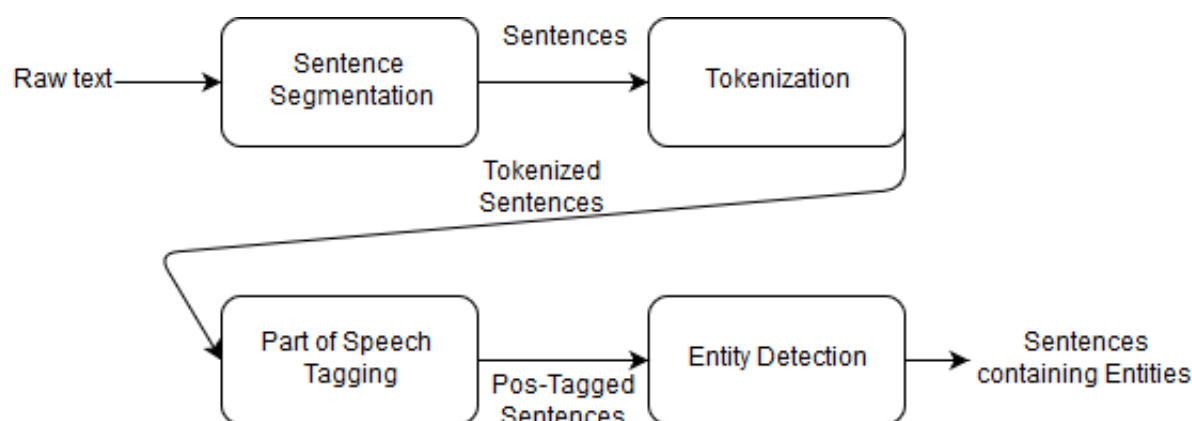 Raw text
Sentence
Segmentation
Sentences
Tokenization
Tokenized
Sentences
Part of Speech
Tagging
Pos-Tagged
Sentences
Entity Detection
Sentences
containing Entities